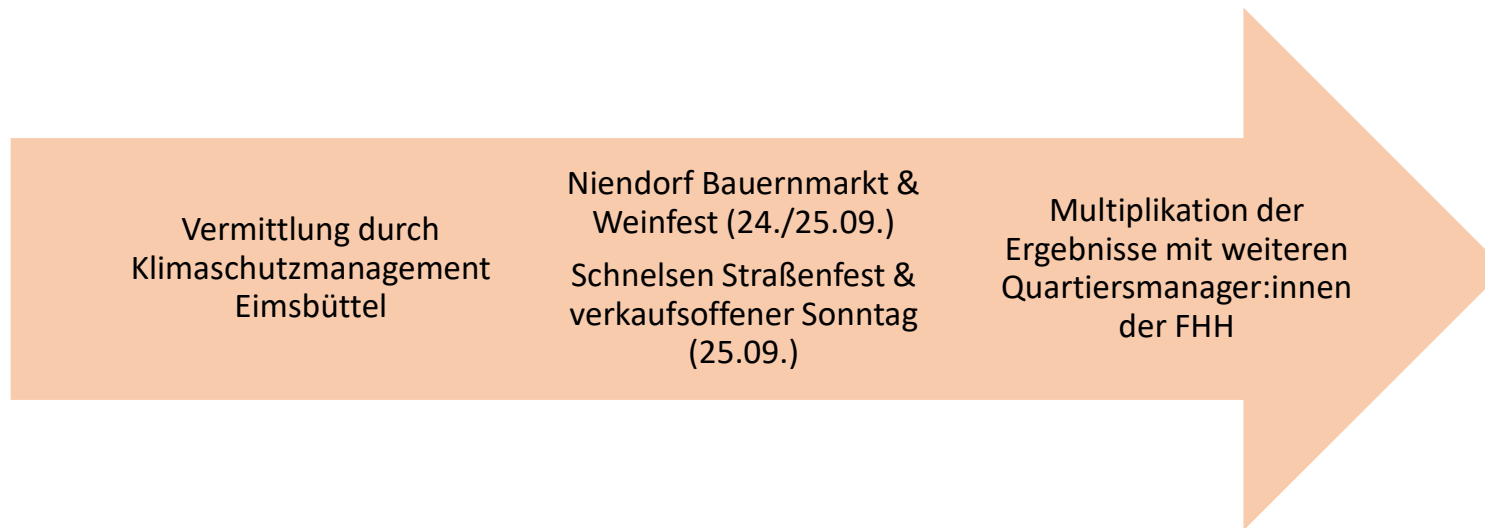 Vermittlung durch
Klimaschutzmanagement
Eimsbüttel
Niendorf Bauernmarkt &
Weinfest (24./25.09.)
Schnelsen Straßenfest &
verkaufsoffener Sonntag
(25.09.)
Multiplikation der
Ergebnisse mit weiteren
Quartiersmanager:innen
der FHH